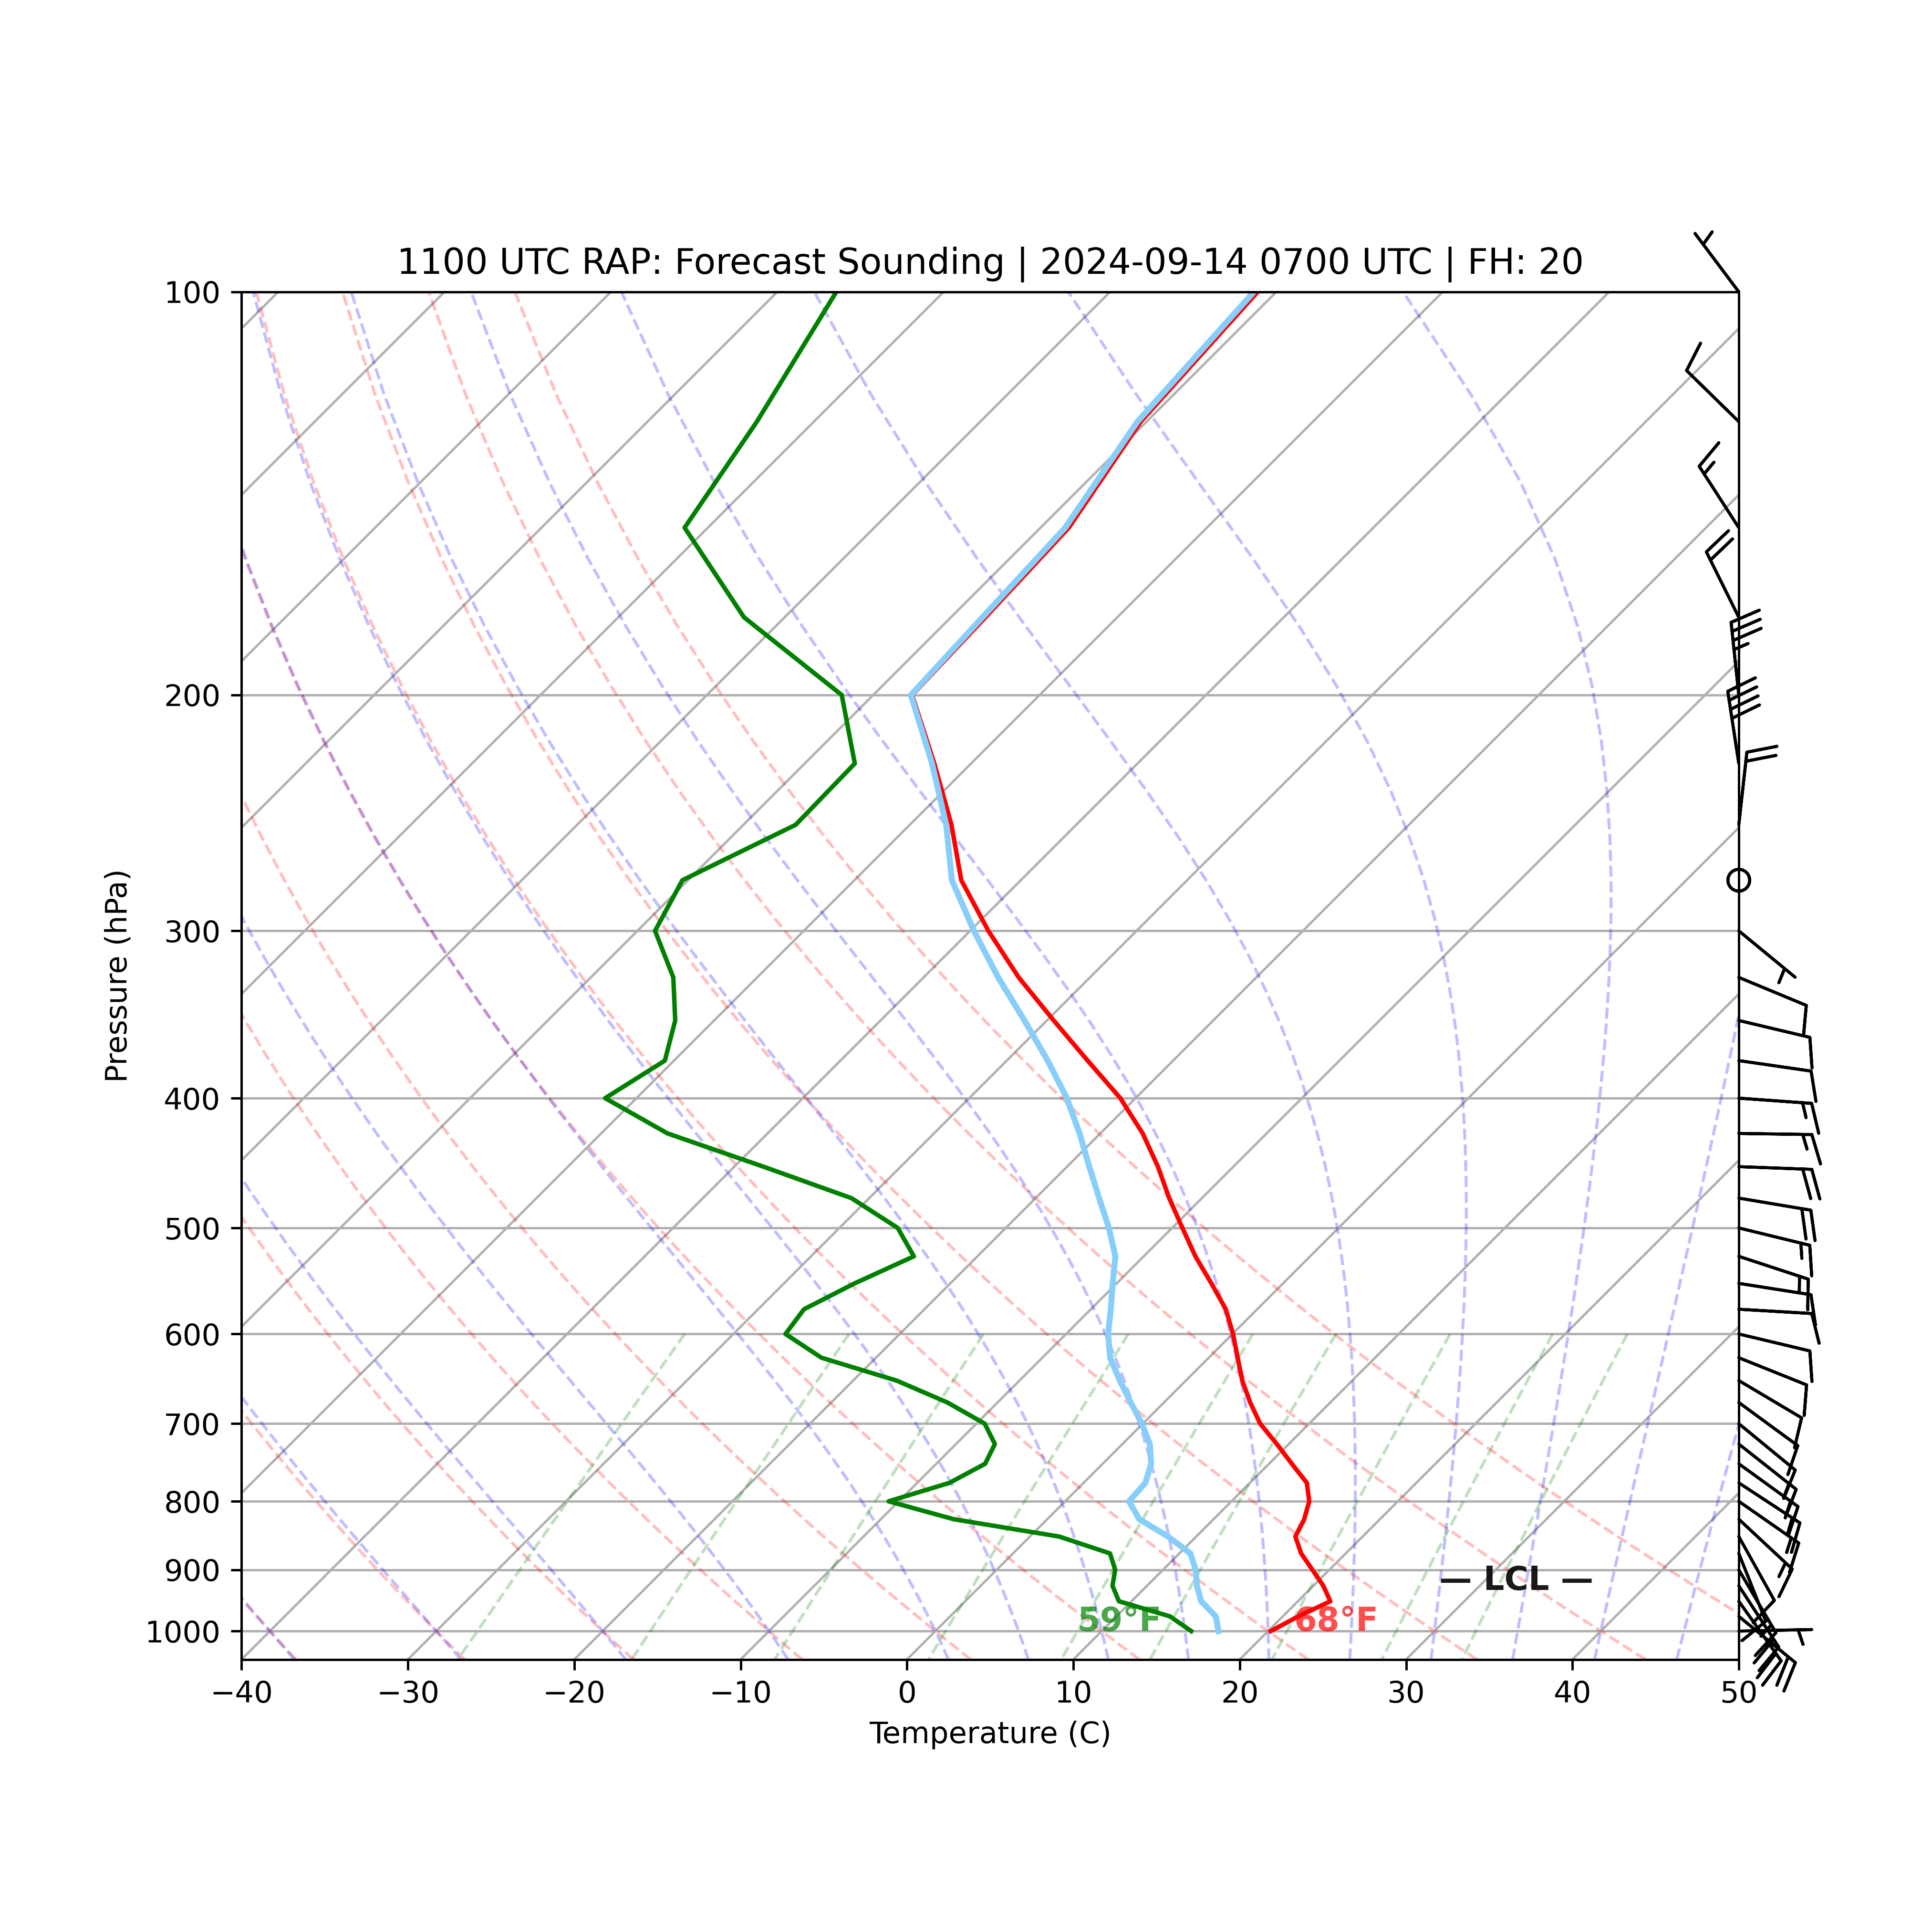 1100 UTC RAP: Forecast Sounding | 2024-09-14 0700 UTC | FH: 20
100
200
300
400
500
600
700
800
900
1000
Pressure (hPa)
— LCL —
59°F 68°F
−40 −30 −20 −10 0 10 20 30 40 50
Temperature (C)